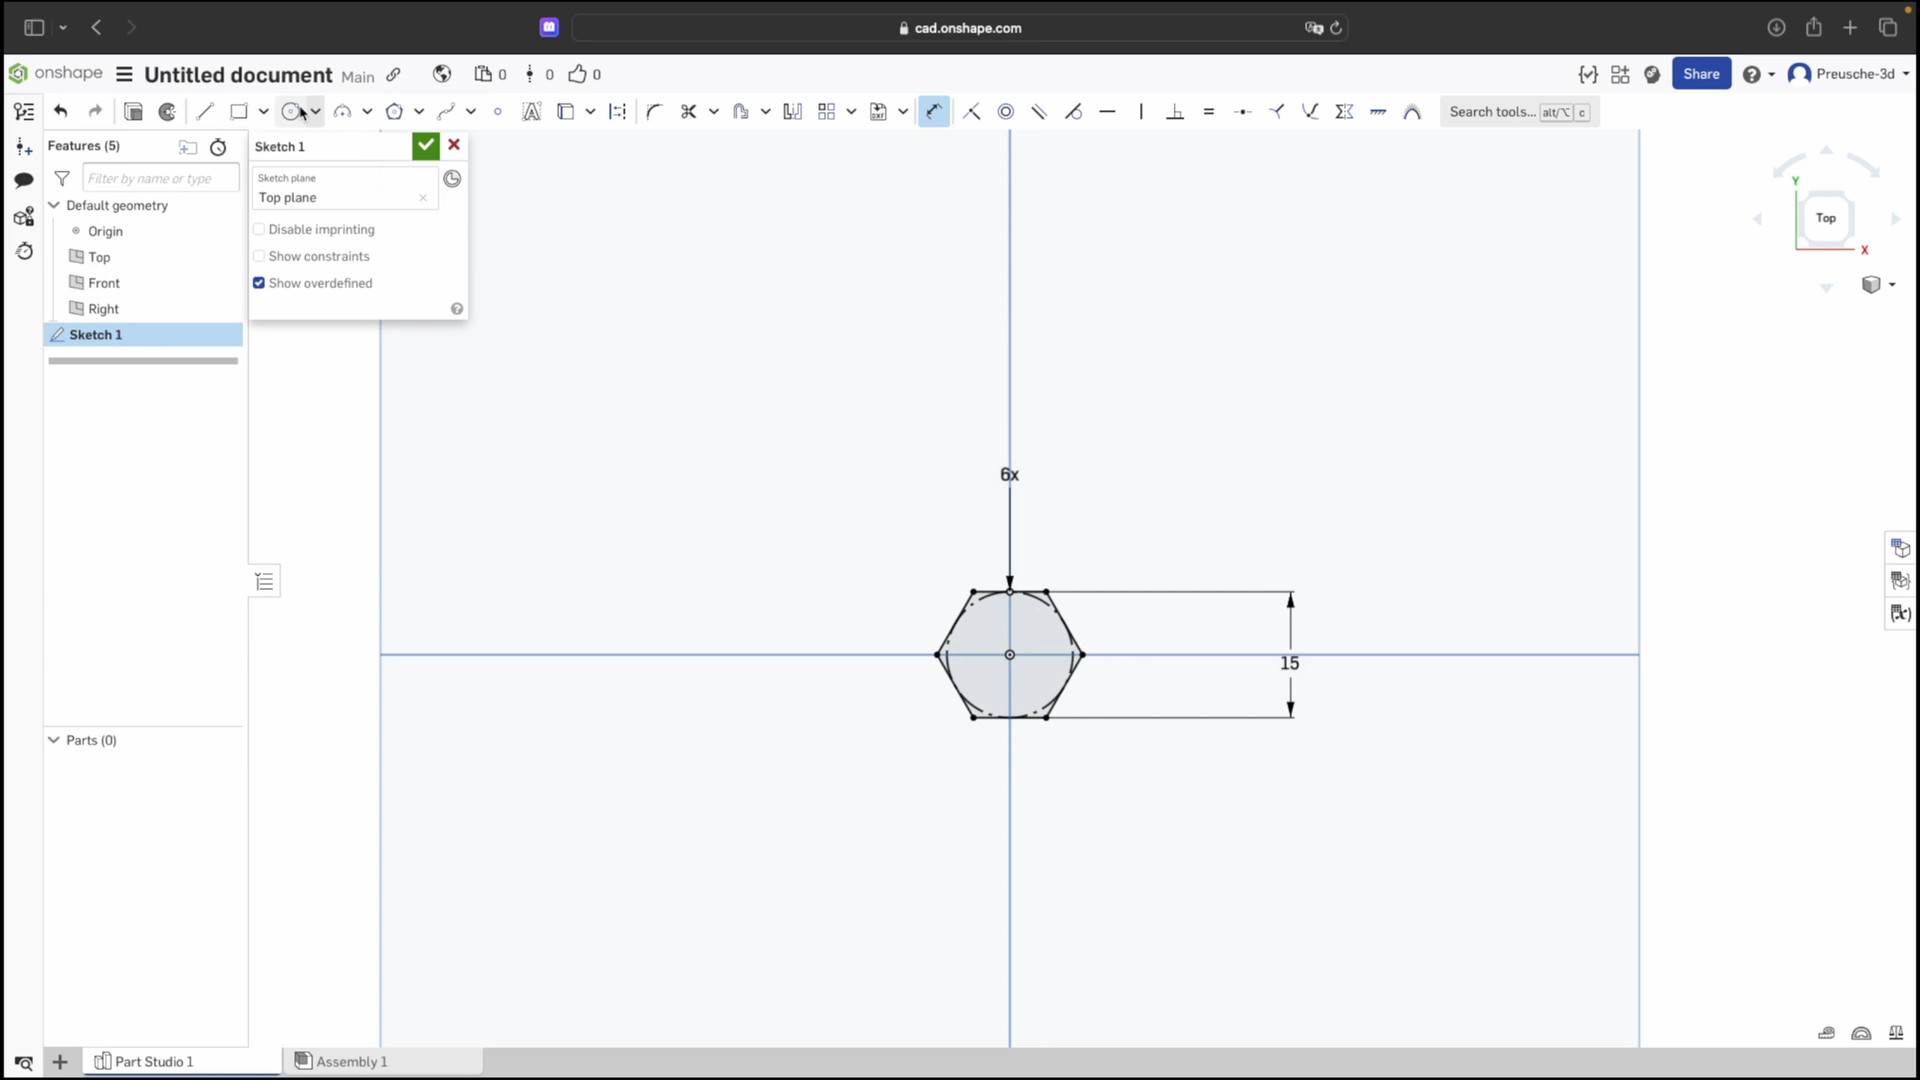 cad.onshape.com
onshape Untitled document Main 0 0 0 Share Preusche-3d
Search tools... alt/⌥ c
Features (5)
Filter by name or type
Default geometry
Origin
Top
Front
Right
Sketch 1
Parts (0)
Sketch 1
Sketch plane
Top plane
Disable imprinting
Show constraints
Show overdefined
6x
15
Y
Top
X
Part Studio 1
Assembly 1